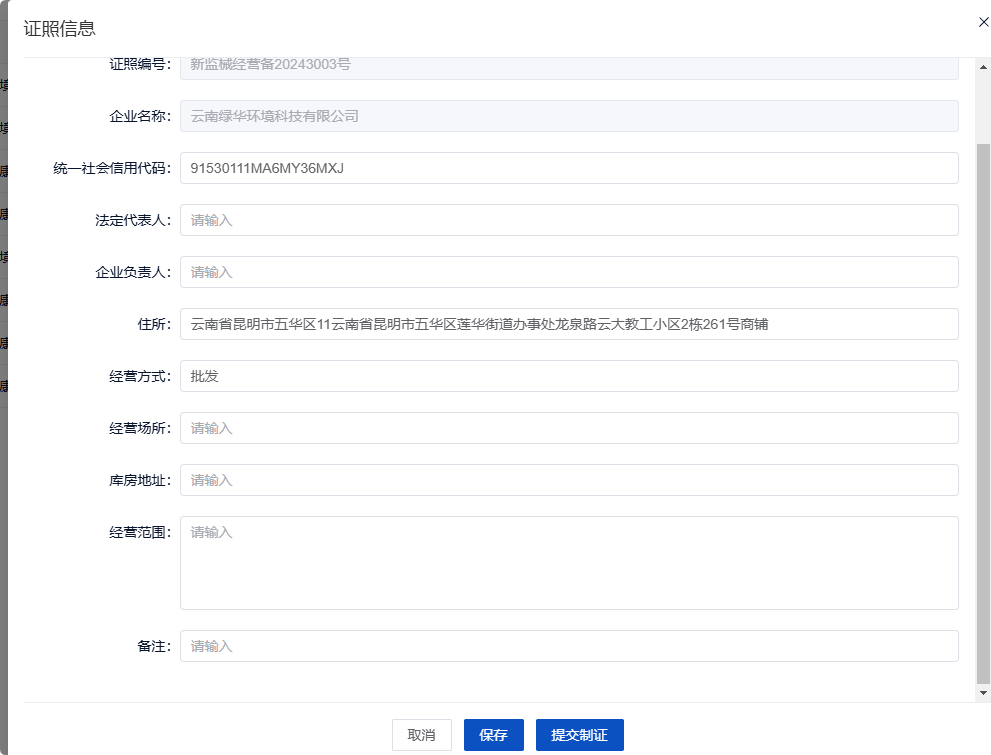 证照信息
证照编号: 新监械经营备20243003号
企业名称: 云南绿华环境科技有限公司
统一社会信用代码: 91530111MA6MY36MXJ
法定代表人: 请输入
企业负责人: 请输入
住所: 云南省昆明市五华区11云南省昆明市五华区莲华街道办事处龙泉路云大教工小区2栋261号商铺
经营方式: 批发
经营场所: 请输入
库房地址: 请输入
经营范围: 请输入
备注: 请输入
取消 保存 提交制证